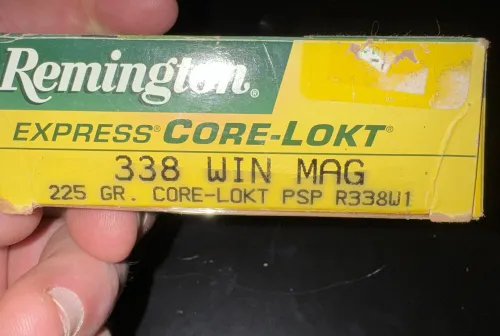 Remington®
EXPRESS® CORE-LOKT®
338 WIN MAG
225 GR. CORE-LOKT PSP R338W1